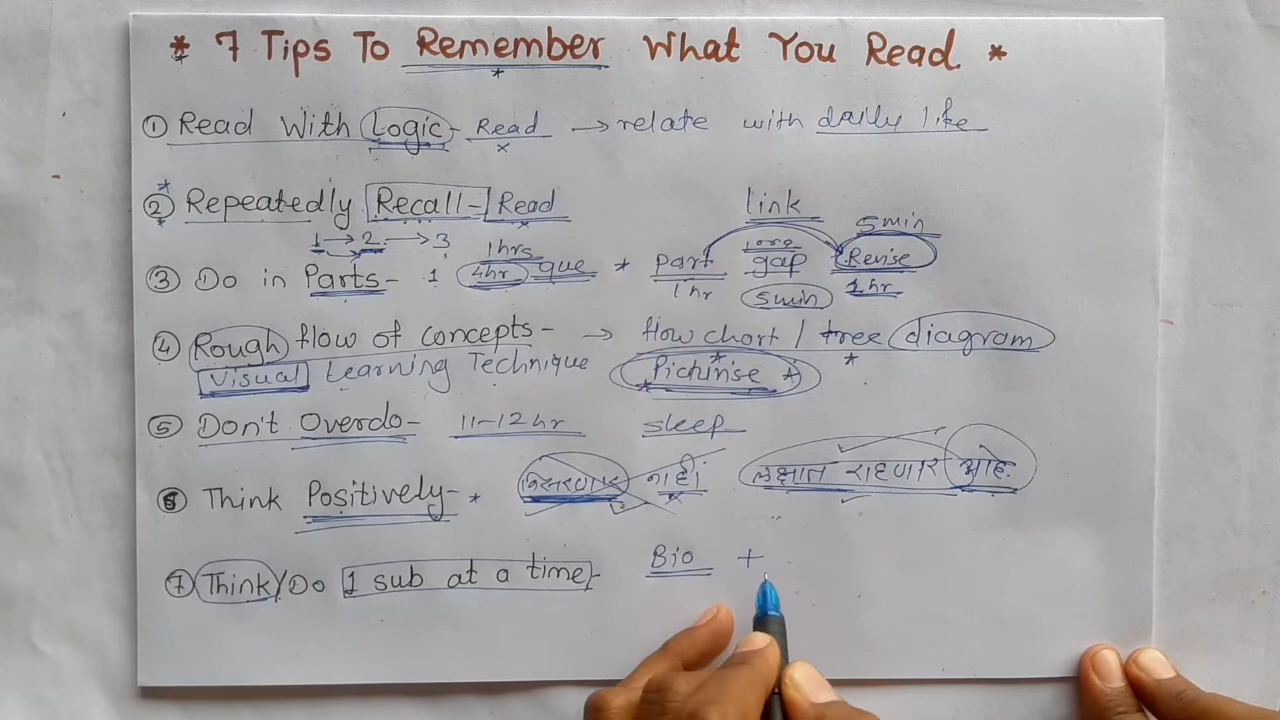 * 7 Tips To Remember What You Read. *
① Read With Logic - Read → relate with daily life
② Repeatedly Recall - Read
link
5min
1 → 2 → 3
1hrs
③ Do in Parts - 1 4hr que * part gap Revise
1hr 5min 1hr
④ Rough flow of concepts - → flow chart / tree diagram
Visual Learning Technique Picturise
⑤ Don't Overdo - 11-12hr sleep
⑥ Think Positively - * विसरणार नाही लक्षात राहणार आहे.
⑦ Think/Do 1 sub at a time - Bio +